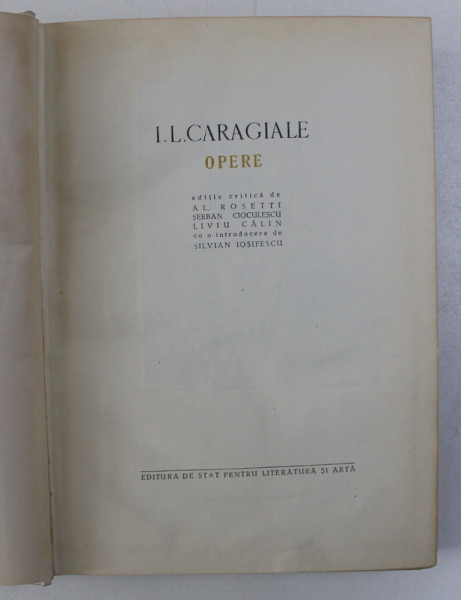 I.L.CARAGIALE
OPERE
ediție critică de
AL. ROSETTI
ȘERBAN CIOCULESCU
LIVIU CĂLIN
cu o introducere de
SILVIAN IOSIFESCU
EDITURA DE STAT PENTRU LITERATURĂ ȘI ARTĂ